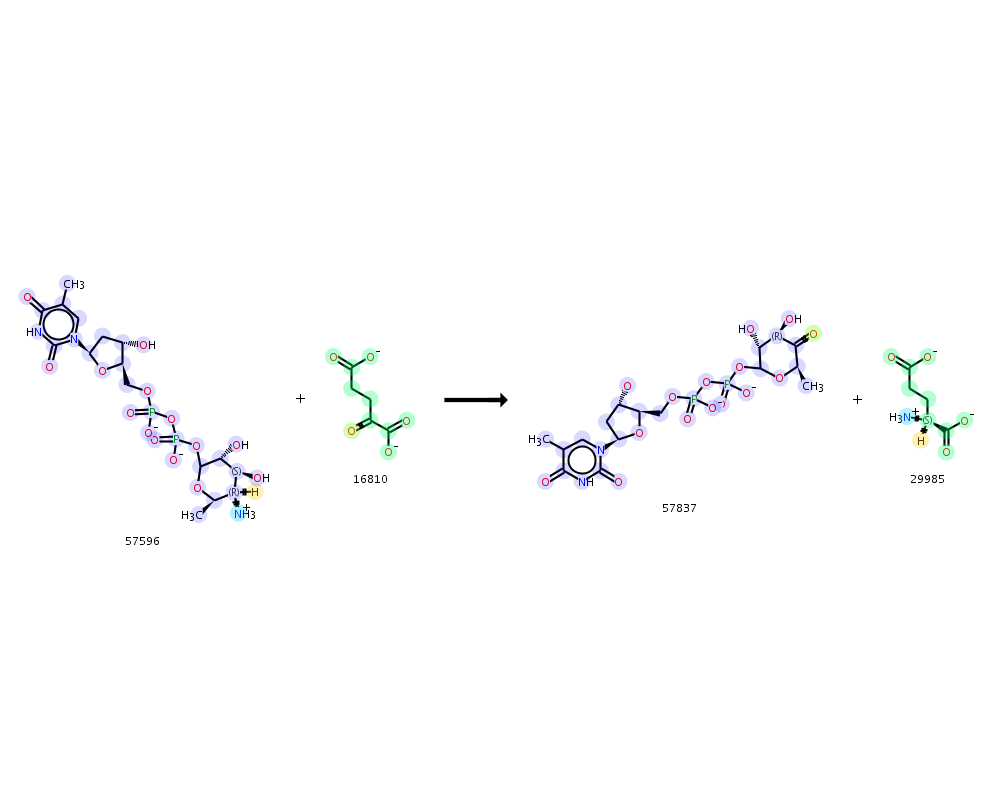 CH3
O
HN
N
O
O
OH
O
O
P
O
O-
O
O
P
O-
O
OH
(S)
OH
O
(R)
H
H3C
+
NH3
57596
+
O
O-
O
O
O-
16810
OH
HO
(R)
O
O
O
P
O
O-
O
P
O-
O
O
CH3
O
O
H3C
N
O
NH
O
57837
+
O
O-
H3N+
(S)
O-
H
O
29985